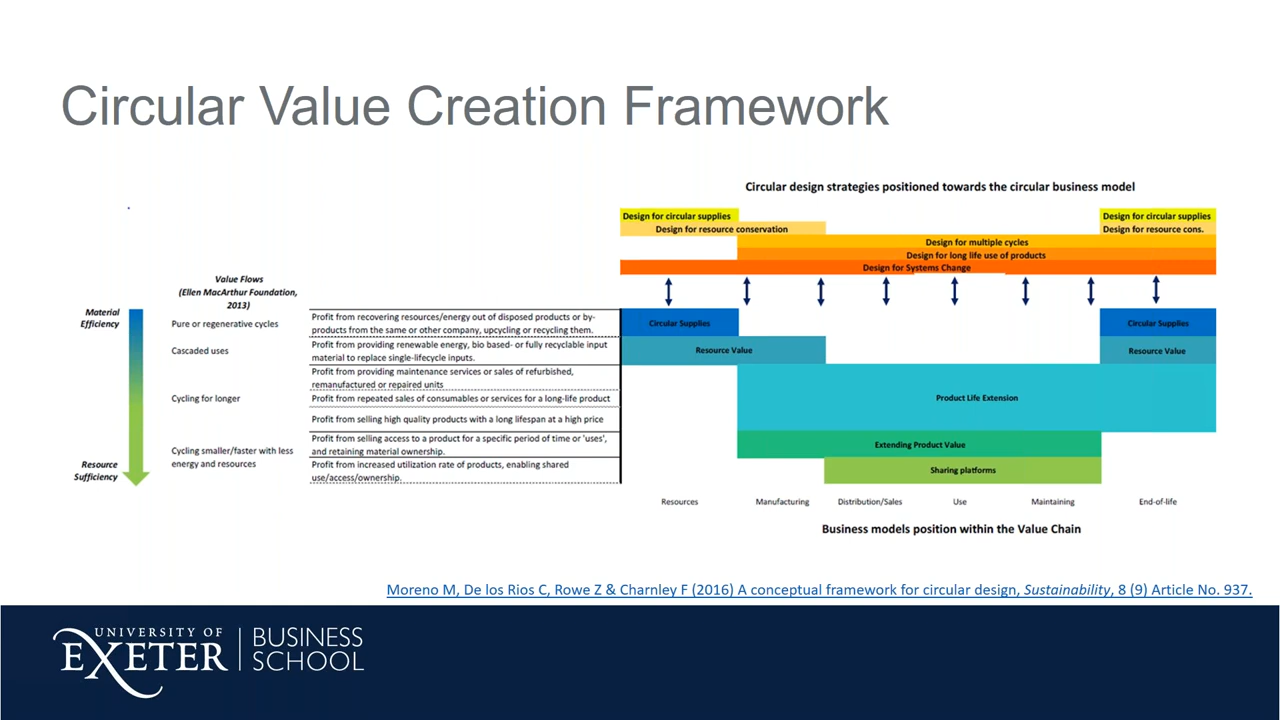 Circular Value Creation Framework
Circular design strategies positioned towards the circular business model
Design for circular supplies
Design for circular supplies
Design for resource conservation
Design for resource cons.
Design for multiple cycles
Design for long life use of products
Design for Systems Change
Value Flows
(Ellen MacArthur Foundation,
2013)
Material
Efficiency
Resource
Sufficiency
Pure or regenerative cycles
Profit from recovering resources/energy out of disposed products or by-
products from the same or other company, upcycling or recycling them.
Circular Supplies
Circular Supplies
Cascaded uses
Profit from providing renewable energy, bio based- or fully recyclable input
material to replace single-lifecycle inputs.
Resource Value
Resource Value
Profit from providing maintenance services or sales of refurbished,
remanufactured or repaired units
Cycling for longer
Profit from repeated sales of consumables or services for a long-life product
Product Life Extension
Profit from selling high quality products with a long lifespan at a high price
Cycling smaller/faster with less
energy and resources
Profit from selling access to a product for a specific period of time or 'uses',
and retaining material ownership.
Extending Product Value
Profit from increased utilization rate of products, enabling shared
use/access/ownership.
Sharing platforms
Resources
Manufacturing
Distribution/Sales
Use
Maintaining
End-of-life
Business models position within the Value Chain
Moreno M, De los Rios C, Rowe Z & Charnley F (2016) A conceptual framework for circular design, Sustainability, 8 (9) Article No. 937.
UNIVERSITY OF
EXETER
BUSINESS
SCHOOL